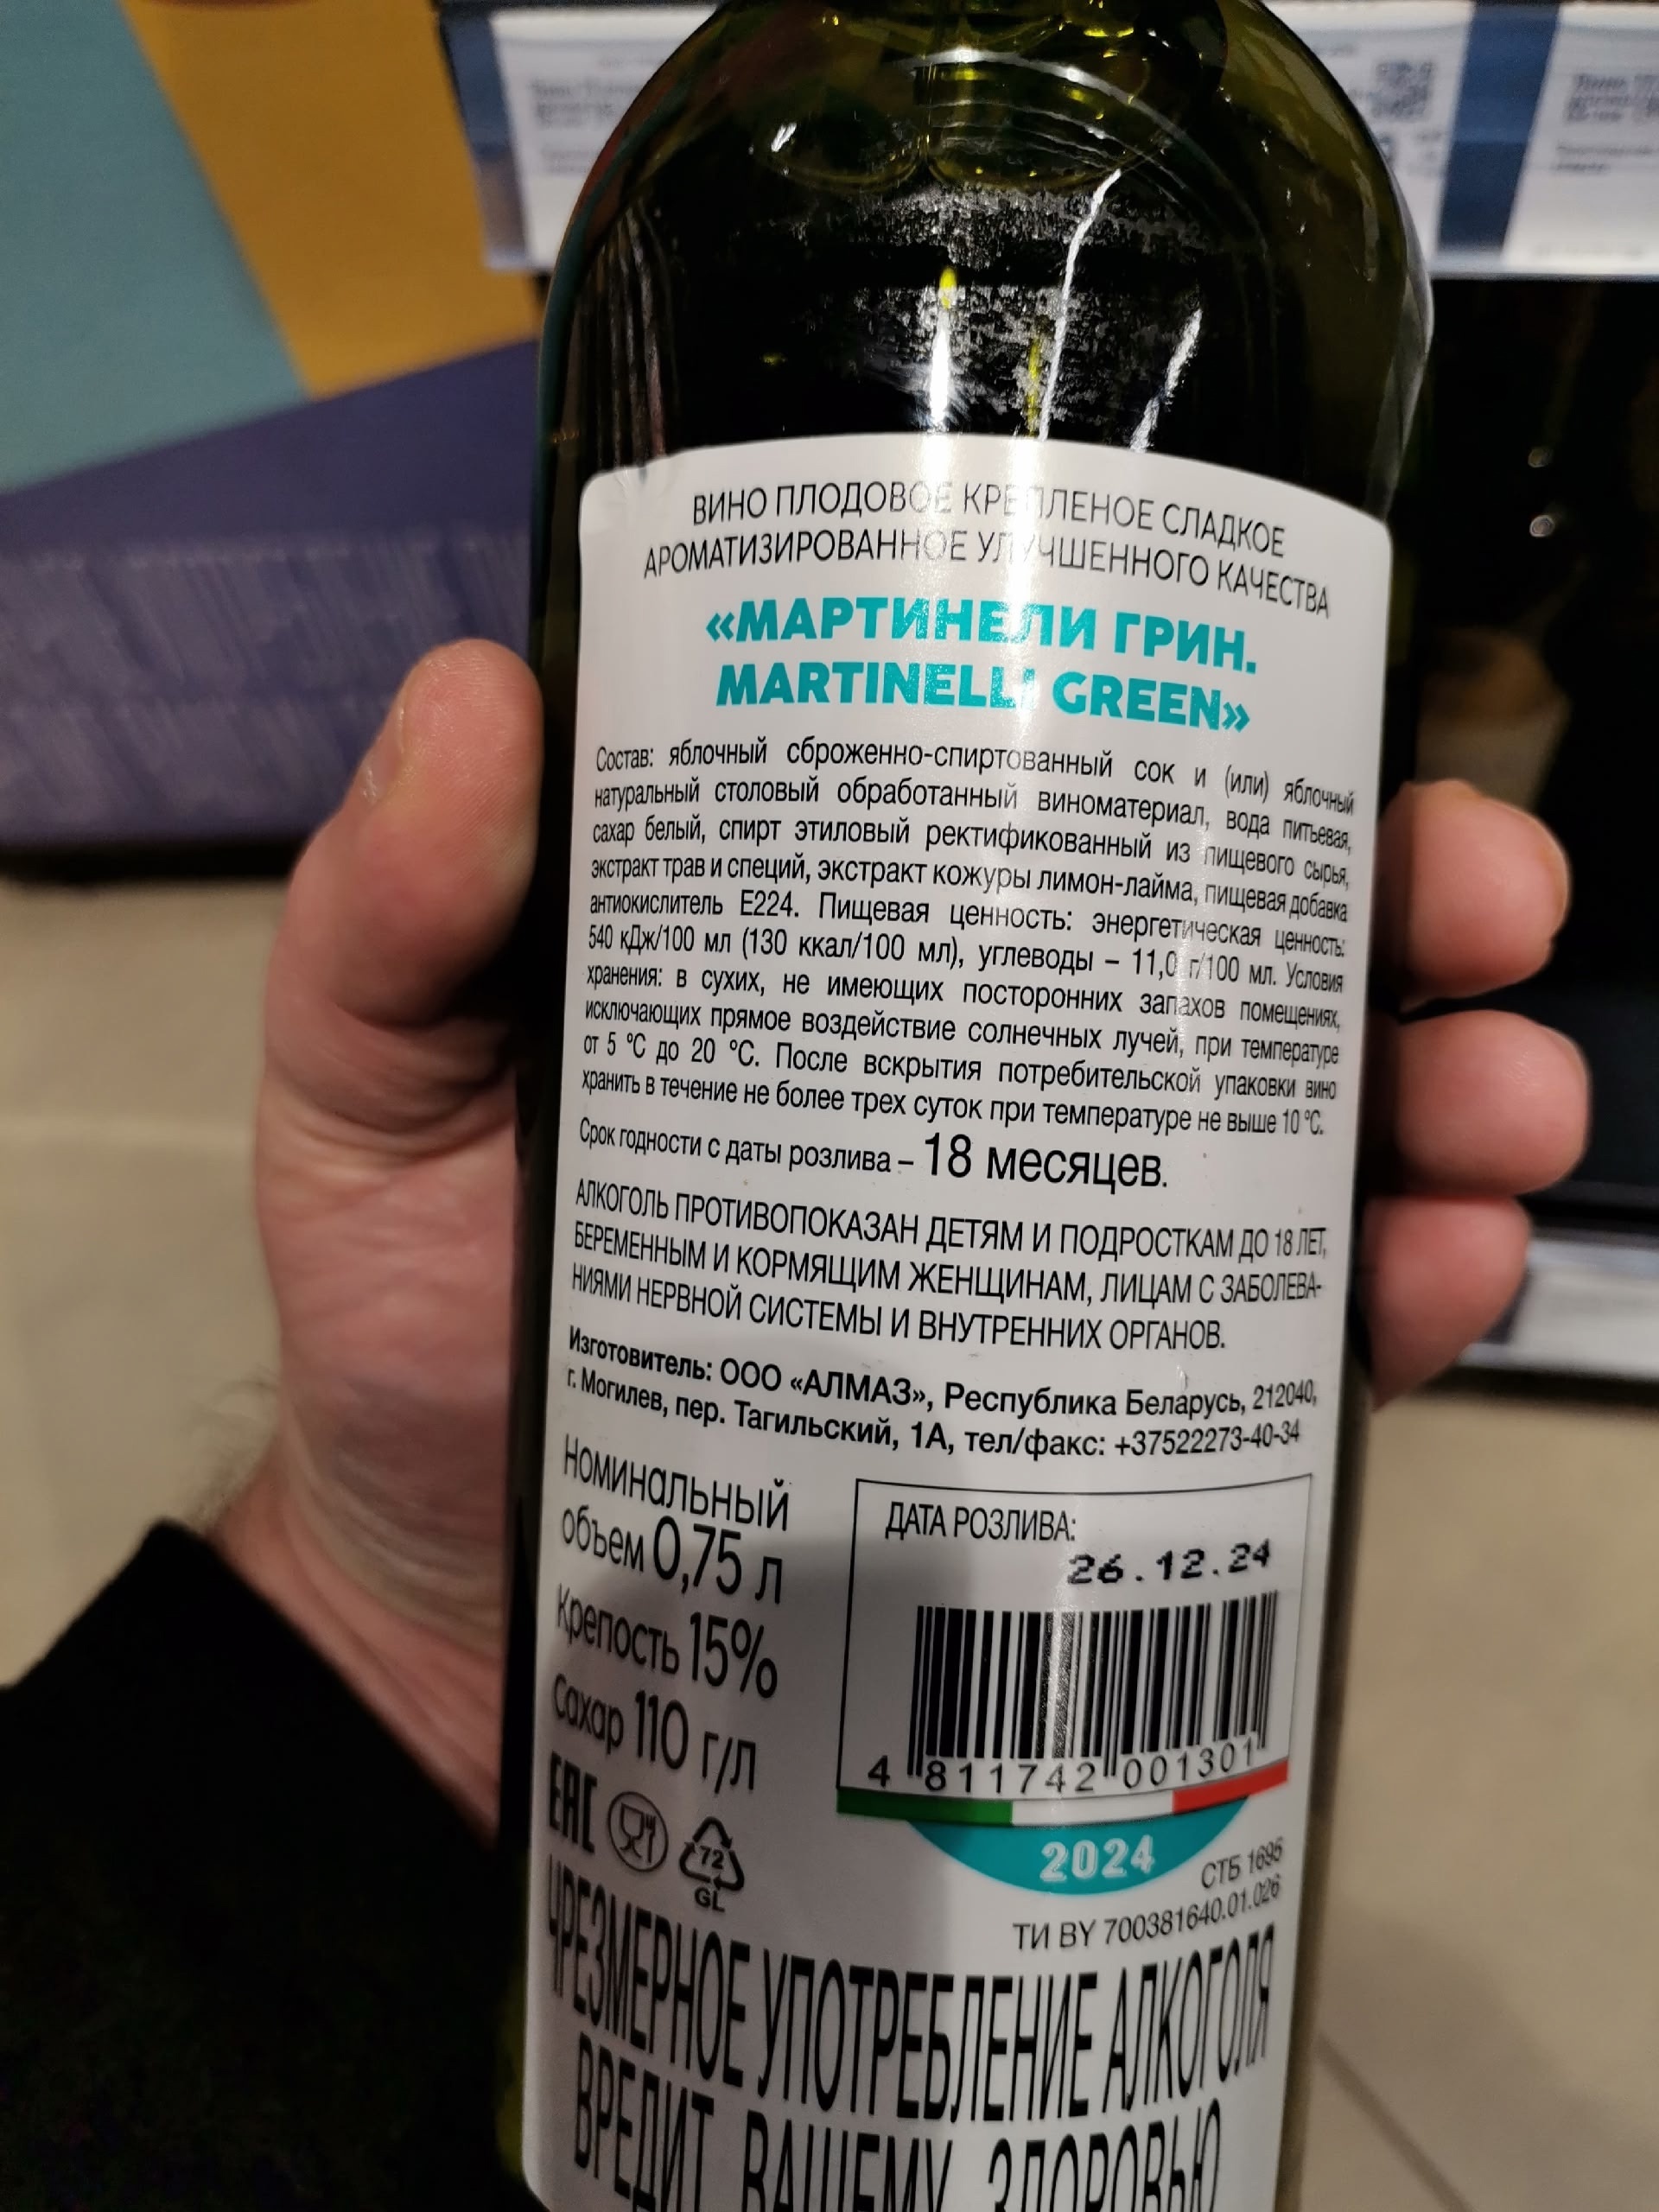 ВИНО ПЛОДОВОЕ КРЕПЛЕНОЕ СЛАДКОЕ
АРОМАТИЗИРОВАННОЕ УЛУЧШЕННОГО КАЧЕСТВА
«МАРТИНЕЛИ ГРИН.
MARTINELLI GREEN»
Состав: яблочный сброженно-спиртованный сок и (или) яблочный
натуральный столовый обработанный виноматериал, вода питьевая,
сахар белый, спирт этиловый ректификованный из пищевого сырья,
экстракт трав и специй, экстракт кожуры лимон-лайма, пищевая добавка
антиокислитель Е224. Пищевая ценность: энергетическая ценность:
540 кДж/100 мл (130 ккал/100 мл), углеводы – 11,0 г/100 мл. Условия
хранения: в сухих, не имеющих посторонних запахов помещениях,
исключающих прямое воздействие солнечных лучей, при температуре
от 5 °С до 20 °С. После вскрытия потребительской упаковки вино
хранить в течение не более трех суток при температуре не выше 10 °С.
Срок годности с даты розлива – 18 месяцев.
АЛКОГОЛЬ ПРОТИВОПОКАЗАН ДЕТЯМ И ПОДРОСТКАМ ДО 18 ЛЕТ,
БЕРЕМЕННЫМ И КОРМЯЩИМ ЖЕНЩИНАМ, ЛИЦАМ С ЗАБОЛЕВА-
НИЯМИ НЕРВНОЙ СИСТЕМЫ И ВНУТРЕННИХ ОРГАНОВ.
Изготовитель: ООО «АЛМАЗ», Республика Беларусь, 212040,
г. Могилев, пер. Тагильский, 1А, тел/факс: +37522273-40-34
Номинальный
объем 0,75 л
Крепость 15%
Сахар 110 г/л
ДАТА РОЗЛИВА:
26.12.24
4 811742 001301
EAC
72
GL
2024
СТБ 1695
ТИ BY 700381640.01.026
ЧРЕЗМЕРНОЕ УПОТРЕБЛЕНИЕ АЛКОГОЛЯ
ВРЕДИТ ВАШЕМУ ЗДОРОВЬЮ